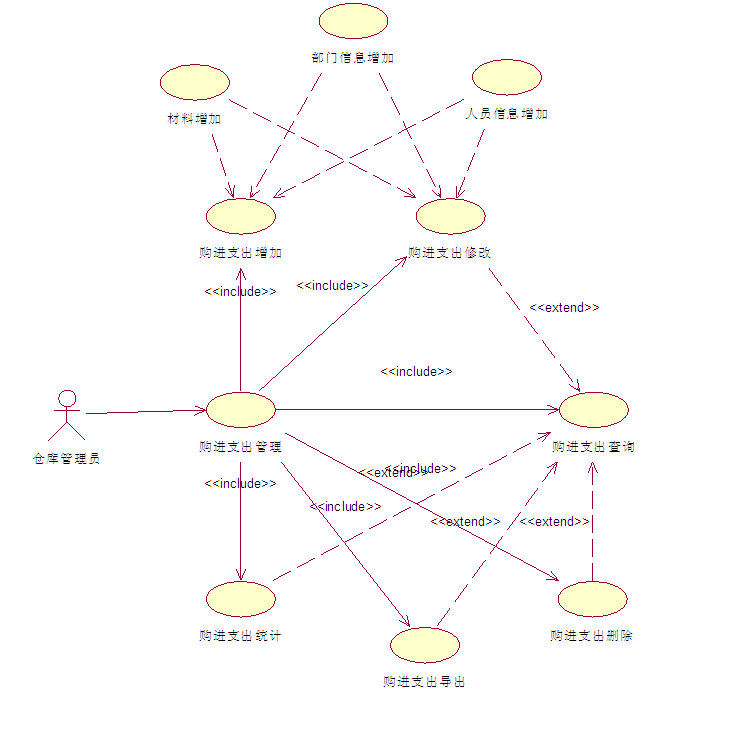 部门信息增加
材料增加
人员信息增加
购进支出增加
购进支出修改
<<include>>
<<include>>
<<extend>>
<<include>>
仓库管理员
购进支出管理
购进支出查询
<<extend>>
<<include>>
<<include>>
<<include>>
<<extend>>
<<extend>>
购进支出统计
购进支出删除
购进支出导出